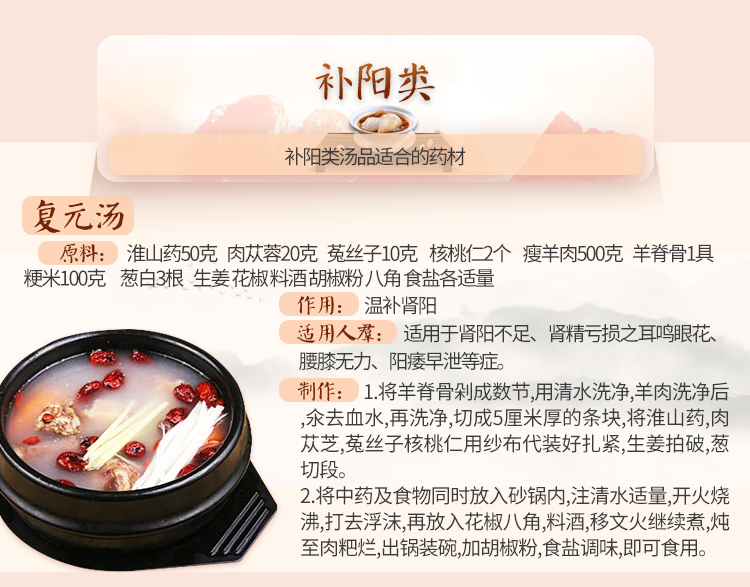 补阳类
补阳类汤品适合的药材
复元汤
原料： 淮山药50克 肉苁蓉20克 菟丝子10克 核桃仁2个 瘦羊肉500克 羊脊骨1具
粳米100克 葱白3根 生姜 花椒 料酒 胡椒粉 八角 食盐各适量
作用： 温补肾阳
适用人群： 适用于肾阳不足、肾精亏损之耳鸣眼花、
腰膝无力、阳痿早泄等症。
制作： 1.将羊脊骨剁成数节,用清水洗净,羊肉洗净后
,汆去血水,再洗净,切成5厘米厚的条块,将淮山药,肉
苁芝,菟丝子核桃仁用纱布代装好扎紧,生姜拍破,葱
切段。
2.将中药及食物同时放入砂锅内,注清水适量,开火烧
沸,打去浮沫,再放入花椒八角,料酒,移文火继续煮,炖
至肉粑烂,出锅装碗,加胡椒粉,食盐调味,即可食用。